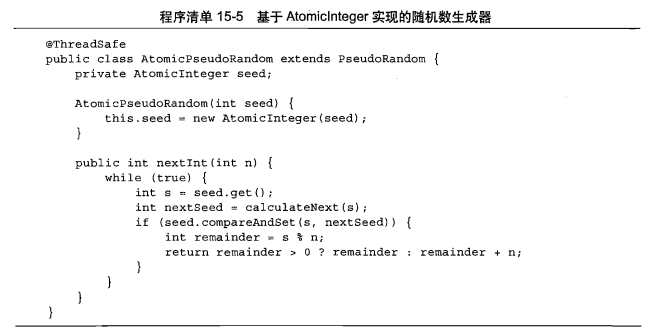 程序清单 15-5 基于 AtomicInteger 实现的随机数生成器
@ThreadSafe
public class AtomicPseudoRandom extends PseudoRandom {
    private AtomicInteger seed;
    AtomicPseudoRandom(int seed) {
        this.seed = new AtomicInteger(seed);
    }
    public int nextInt(int n) {
        while (true) {
            int s = seed.get();
            int nextSeed = calculateNext(s);
            if (seed.compareAndSet(s, nextSeed)) {
                int remainder = s % n;
                return remainder > 0 ? remainder : remainder + n;
            }
        }
    }
}